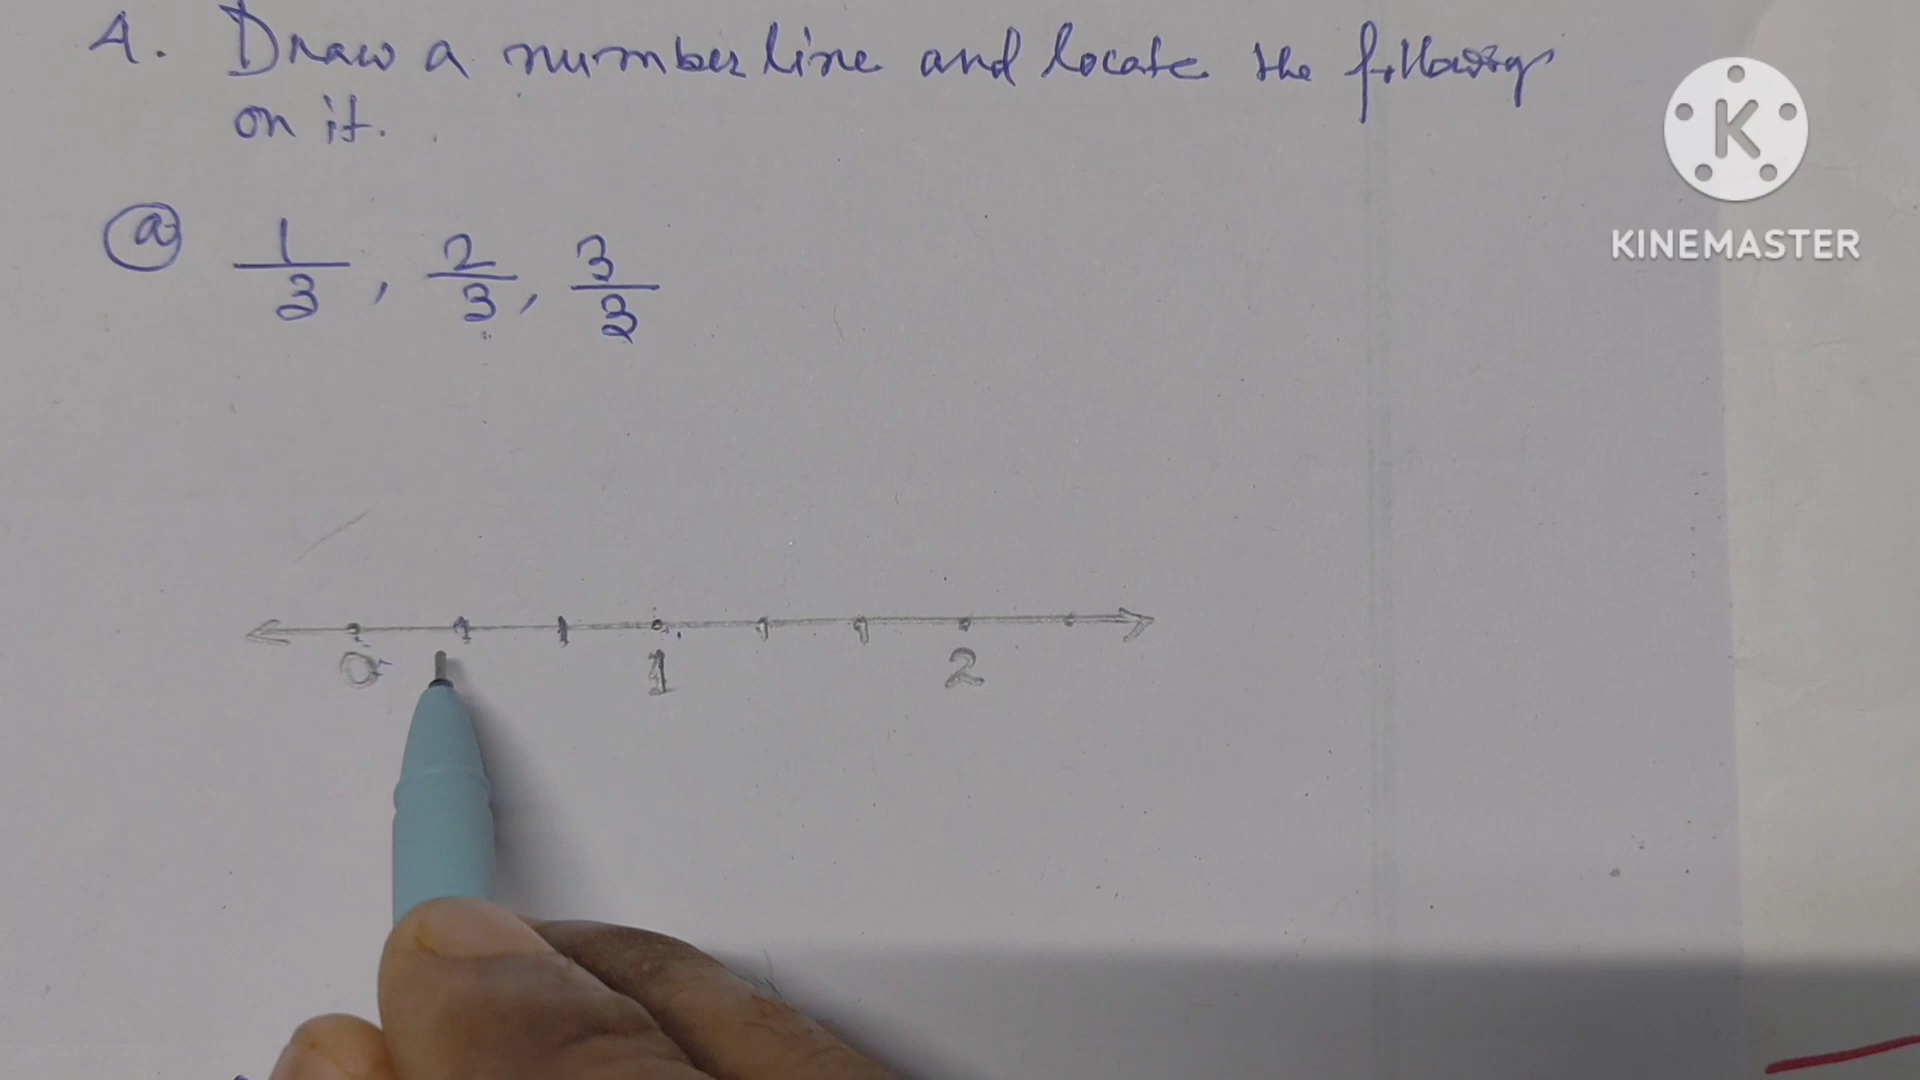 4. Draw a number line and locate the following
on it.
(a) 1/3, 2/3, 3/3
0 1 2
K
KINEMASTER